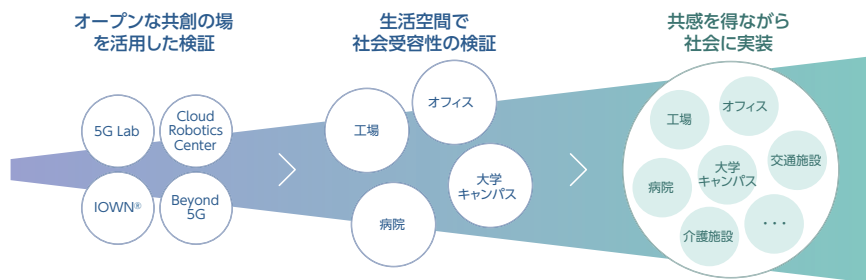 オープンな共創の場
を活用した検証
5G Lab
Cloud
Robotics
Center
IOWN®
Beyond
5G
生活空間で
社会受容性の検証
工場
オフィス
大学
キャンパス
病院
共感を得ながら
社会に実装
工場
オフィス
病院
大学
キャンパス
交通施設
介護施設
・・・